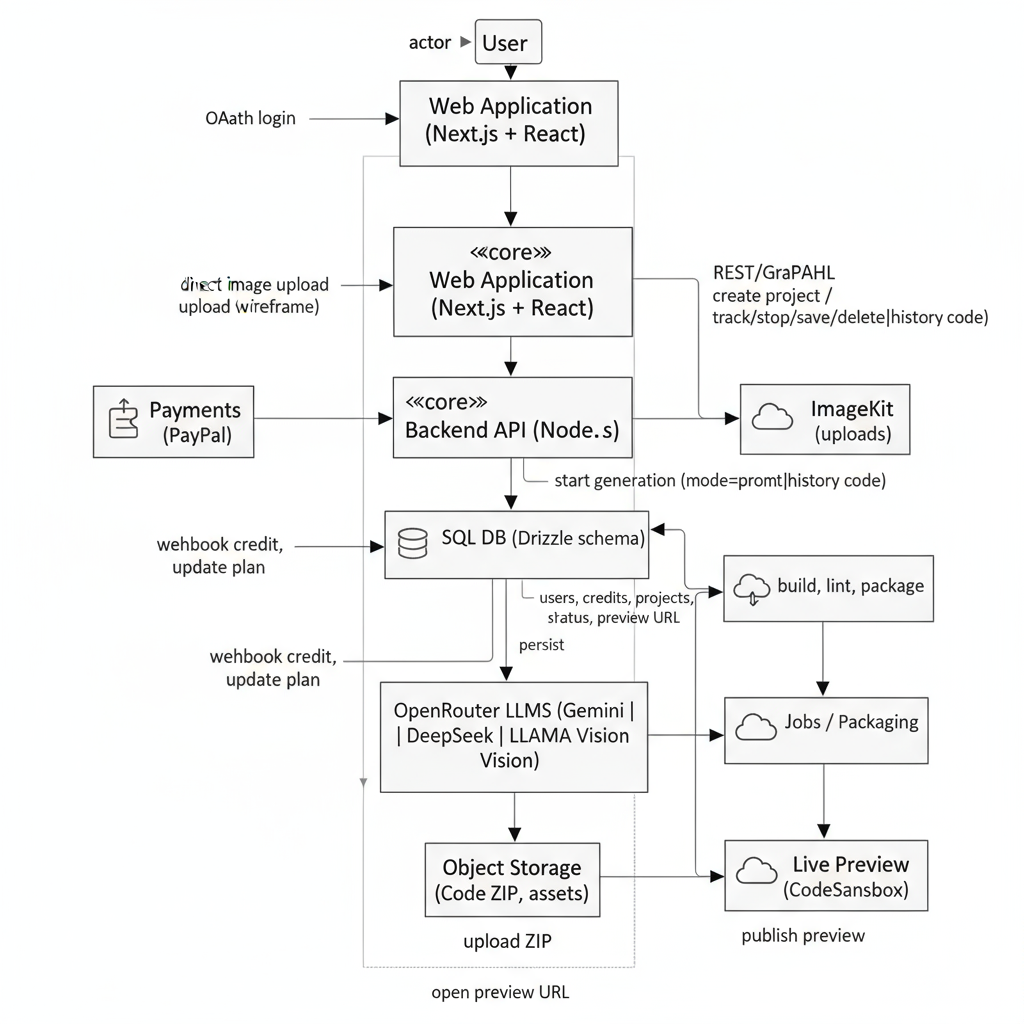 actor
User
Web Application
(Next.js + React)
OAath login
«core»
Web Application
(Next.js + React)
direct image upload
upload wireframe)
REST/GraPAHL
create project /
track/stop/save/delete|history code)
Payments
(PayPal)
«core»
Backend API (Node.s)
ImageKit
(uploads)
start generation (mode=promt|history code)
SQL DB (Drizzle schema)
wehbook credit,
update plan
build, lint, package
users, credits, projects,
status, preview URL
persist
wehbook credit,
update plan
OpenRouter LLMS (Gemini |
| DeepSeek | LLAMA Vision
Vision)
Jobs / Packaging
Object Storage
(Code ZIP, assets)
Live Preview
(CodeSansbox)
upload ZIP
publish preview
open preview URL